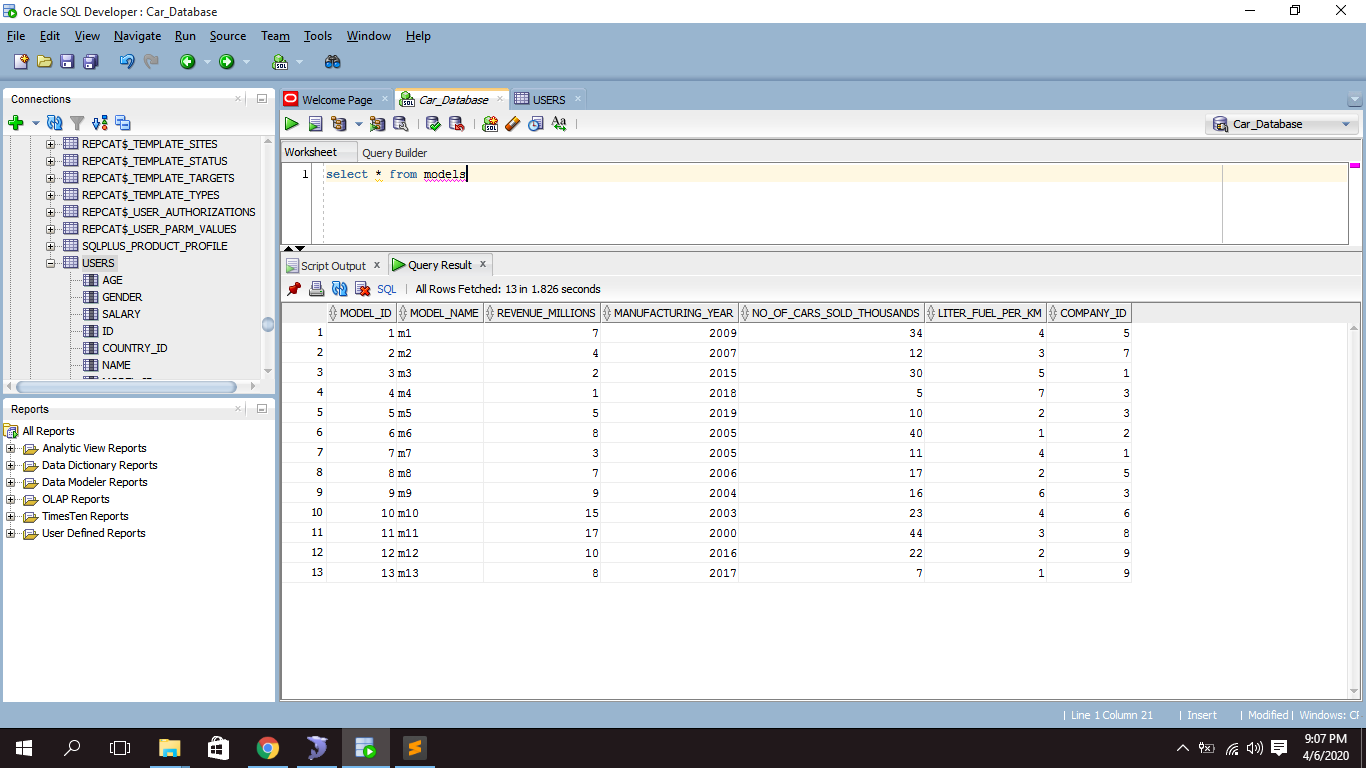 Oracle SQL Developer : Car_Database
File Edit View Navigate Run Source Team Tools Window Help
Connections
REPCAT$_TEMPLATE_SITES
REPCAT$_TEMPLATE_STATUS
REPCAT$_TEMPLATE_TARGETS
REPCAT$_TEMPLATE_TYPES
REPCAT$_USER_AUTHORIZATIONS
REPCAT$_USER_PARM_VALUES
SQLPLUS_PRODUCT_PROFILE
USERS
AGE
GENDER
SALARY
ID
COUNTRY_ID
NAME
Reports
All Reports
Analytic View Reports
Data Dictionary Reports
Data Modeler Reports
OLAP Reports
TimesTen Reports
User Defined Reports
Welcome Page Car_Database USERS
Car_Database
Worksheet Query Builder
1 select * from models
Script Output x Query Result x
SQL | All Rows Fetched: 13 in 1.826 seconds
MODEL_ID MODEL_NAME REVENUE_MILLIONS MANUFACTURING_YEAR NO_OF_CARS_SOLD_THOUSANDS LITER_FUEL_PER_KM COMPANY_ID
1 1 m1 7 2009 34 4 5
2 2 m2 4 2007 12 3 7
3 3 m3 2 2015 30 5 1
4 4 m4 1 2018 5 7 3
5 5 m5 5 2019 10 2 3
6 6 m6 8 2005 40 1 2
7 7 m7 3 2005 11 4 1
8 8 m8 7 2006 17 2 5
9 9 m9 9 2004 16 6 3
10 10 m10 15 2003 23 4 6
11 11 m11 17 2000 44 3 8
12 12 m12 10 2016 22 2 9
13 13 m13 8 2017 7 1 9
| Line 1 Column 21 | Insert | Modified | Windows:
9:07 PM
4/6/2020